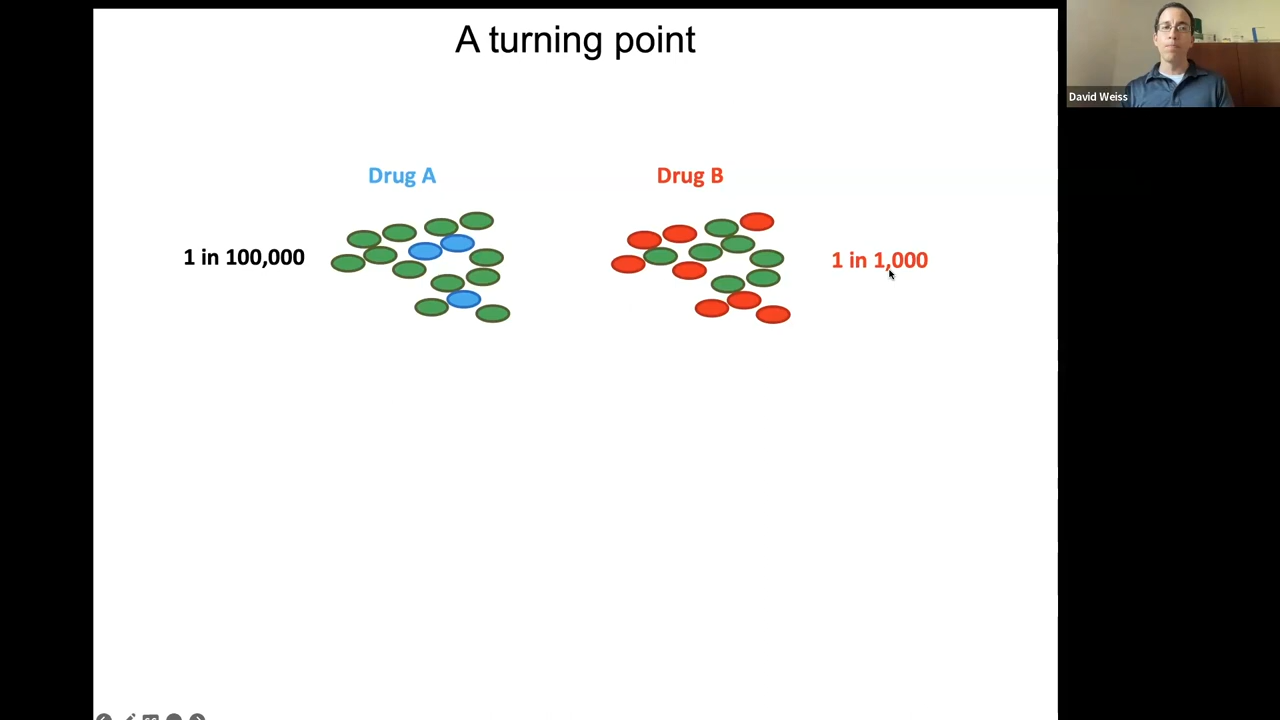 A turning point
David Weiss
Drug A
Drug B
1 in 100,000
1 in 1,000